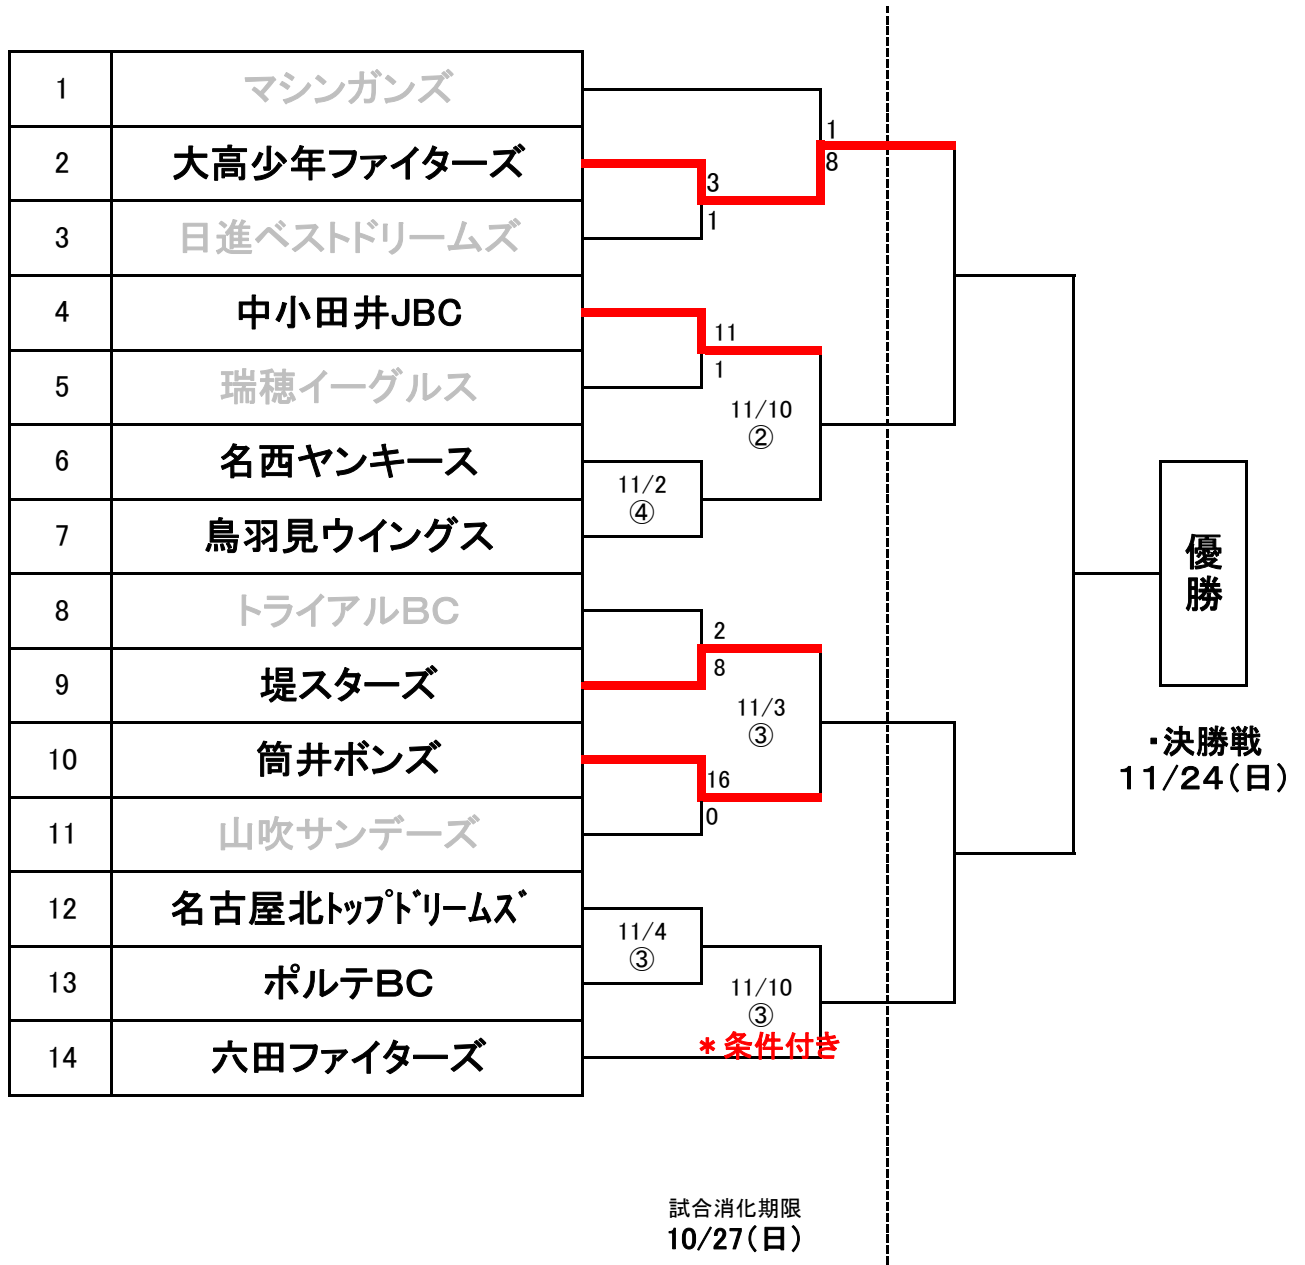 1 マシンガンズ
2 大高少年ファイターズ
3 日進ベストドリームズ
4 中小田井JBC
5 瑞穂イーグルス
6 名西ヤンキース
7 鳥羽見ウイングス
8 トライアルBC
9 堤スターズ
10 筒井ボンズ
11 山吹サンデーズ
12 名古屋北ﾄｯﾌﾟﾄﾞﾘｰﾑｽﾞ
13 ポルテBC
14 六田ファイターズ
1
8
3
1
11
1
11/10
②
11/2
④
2
8
11/3
③
16
0
11/4
③
11/10
③
＊条件付き
優
勝
・決勝戦
11/24(日)
試合消化期限
10/27(日)